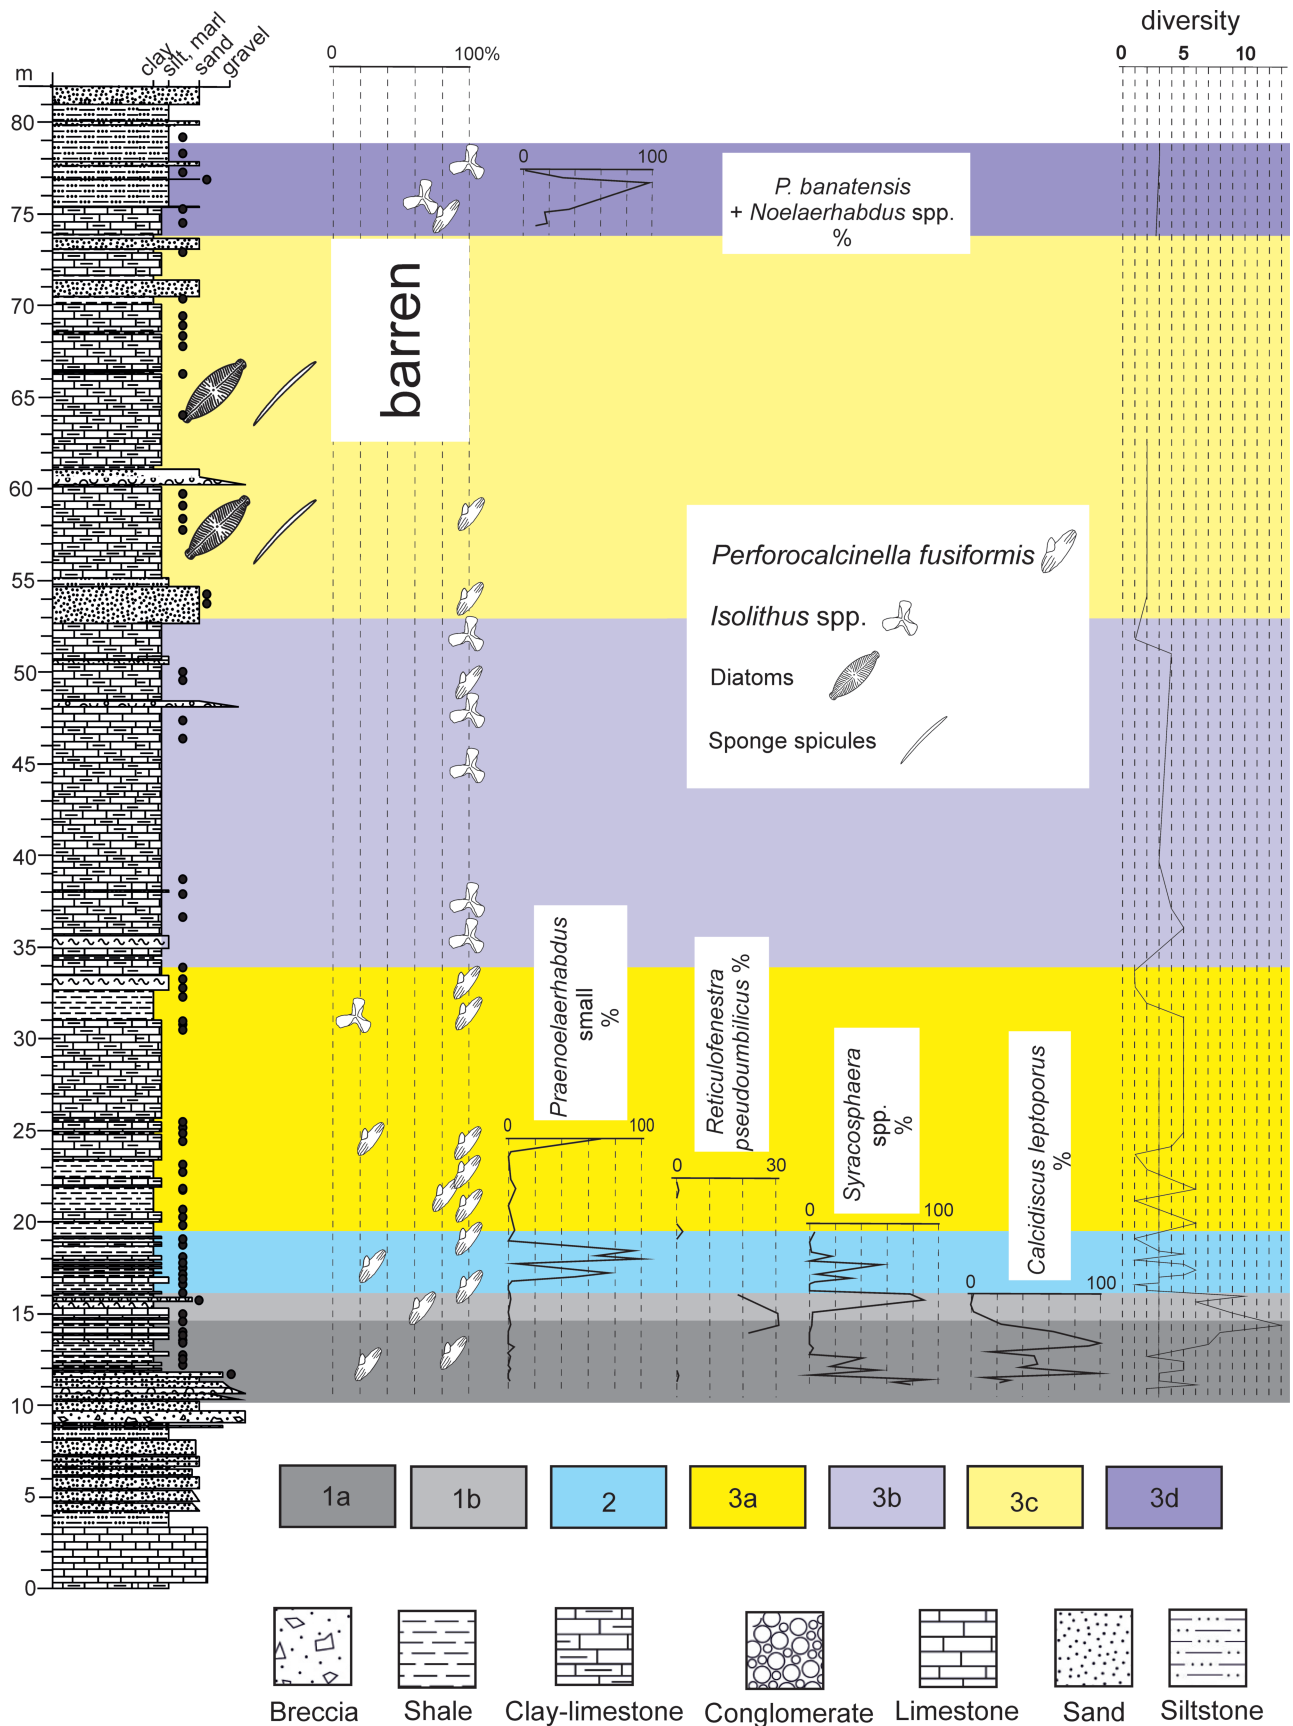 diversity
clay
silt, marl
sand
gravel
m
0
100%
0
5
10
80
75
70
65
60
55
50
45
40
35
30
25
20
15
10
5
0
0
100
P. banatensis
+ Noelaerhabdus spp.
%
barren
Perforocalcinella fusiformis
Isolithus spp.
Diatoms
Sponge spicules
Praenoelaerhabdus
small
%
0
100
Reticulofenestra
pseudoumbilicus %
0
30
Syracosphaera
spp.
%
0
100
Calcidiscus leptoporus
%
0
100
1a
1b
2
3a
3b
3c
3d
Breccia
Shale
Clay-limestone
Conglomerate
Limestone
Sand
Siltstone